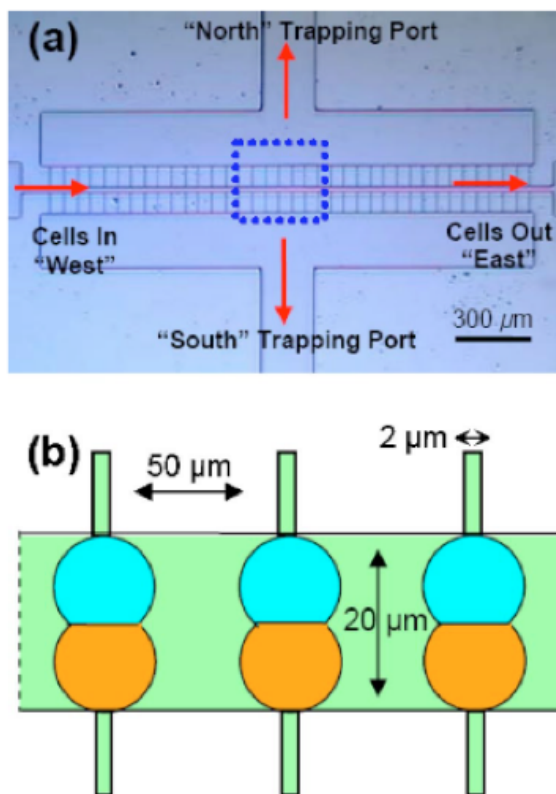 (a)
“North” Trapping Port
Cells In
“West”
Cells Out
“East”
“South” Trapping Port
300 µm
(b)
2 µm
50 µm
20 µm